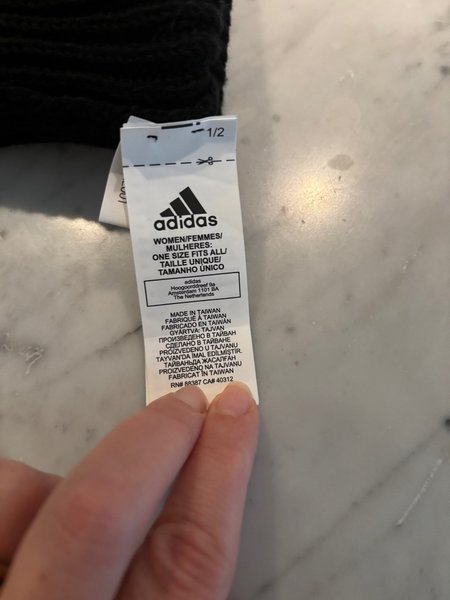 1/2
adidas
WOMEN/FEMMES/
MULHERES:
ONE SIZE FITS ALL/
TAILLE UNIQUE/
TAMANHO ÚNICO
adidas
Hoogoorddreef 9a
Amsterdam 1101 BA
The Netherlands
MADE IN TAIWAN
FABRIQUÉ À TAIWAN
FABRICADO EN TAIWÁN
GYÁRTVA: TAJVAN
ПРОИЗВЕДЕНО В ТАЙВАН
СДЕЛАНО В ТАЙВАНЕ
PROIZVEDENO U TAJVANU
TAYVAN'DA İMAL EDİLMİŞTİR.
ТАЙВАНЬДА ЖАСАЛҒАН
PROIZVEDENO NA TAJVANU
FABRICAT ÎN TAIWAN
RN# 88387 CA# 40312